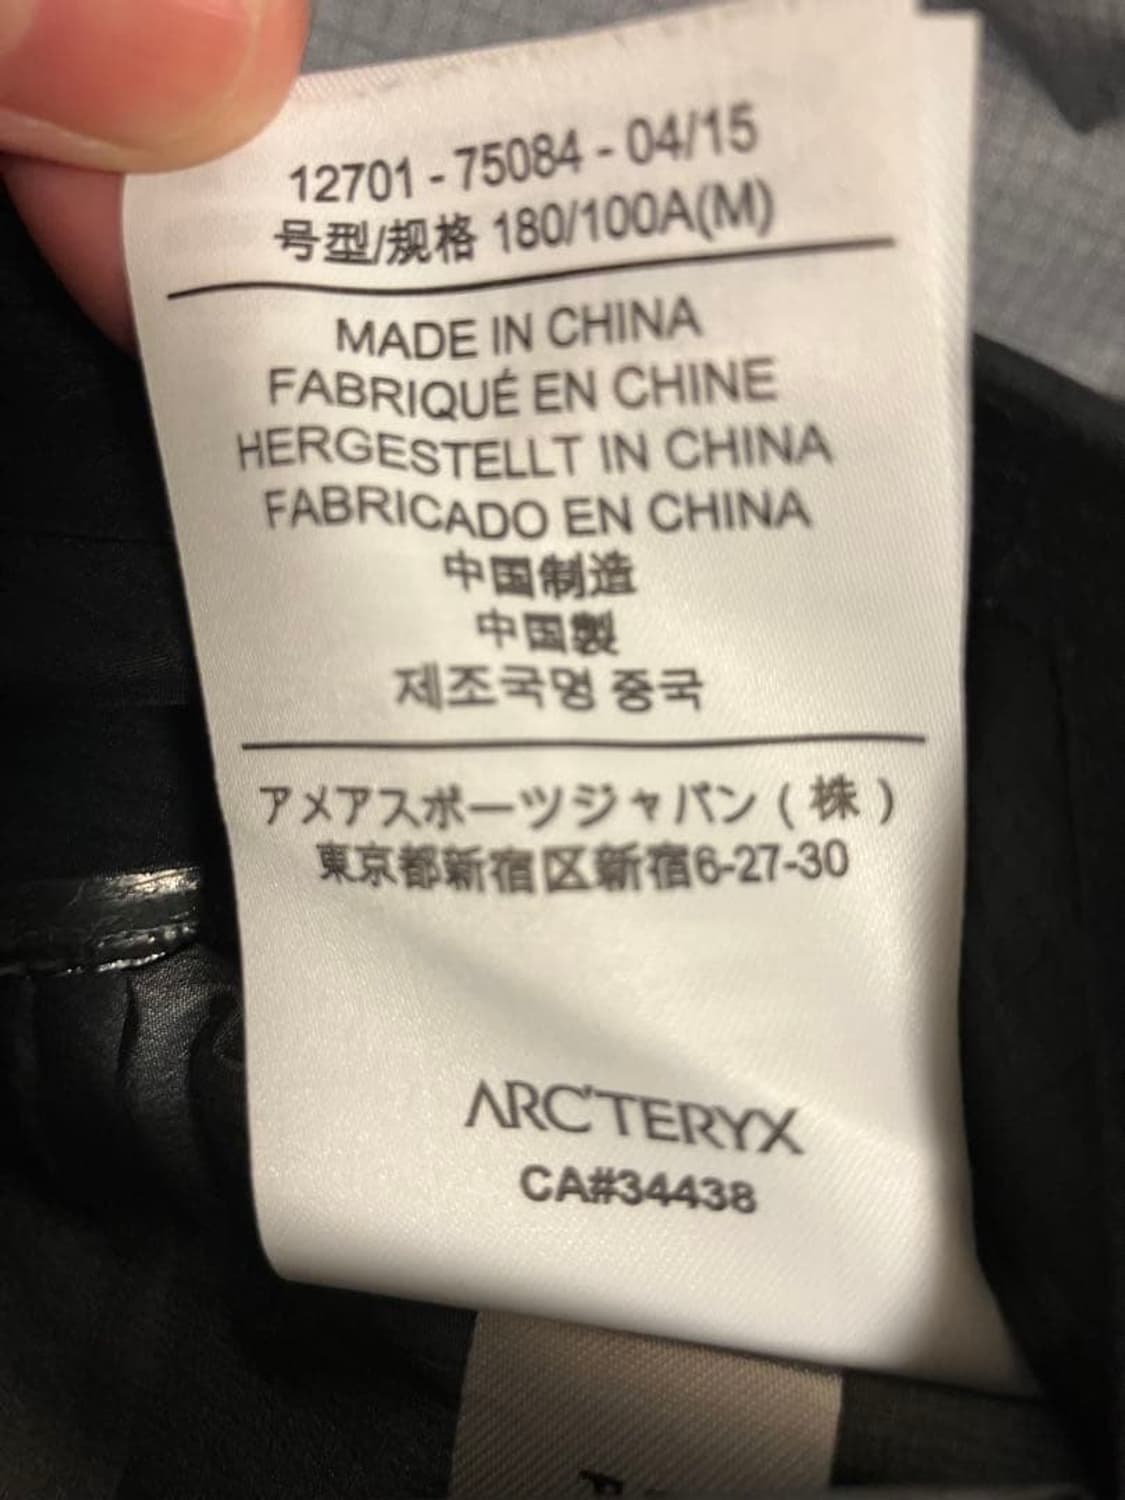 12701 - 75084 - 04/15
号型/规格 180/100A(M)
MADE IN CHINA
FABRIQUÉ EN CHINE
HERGESTELLT IN CHINA
FABRICADO EN CHINA
中国制造
中国製
제조국명 중국
アメアスポーツジャパン ( 株 )
東京都新宿区新宿6-27-30
ARC'TERYX
CA#34438